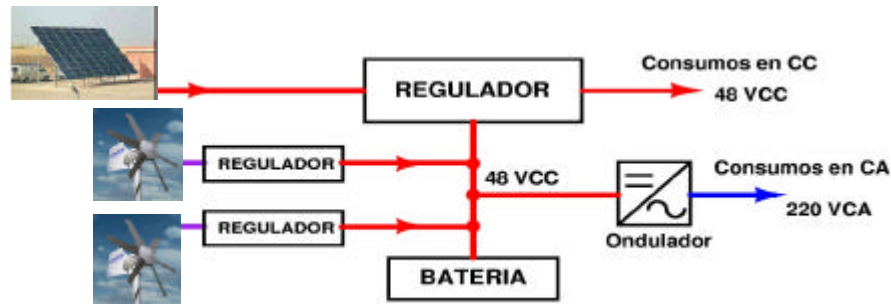 REGULADOR
Consumos en CC
48 VCC
REGULADOR
48 VCC
Consumos en CA
220 VCA
REGULADOR
Ondulador
BATERIA